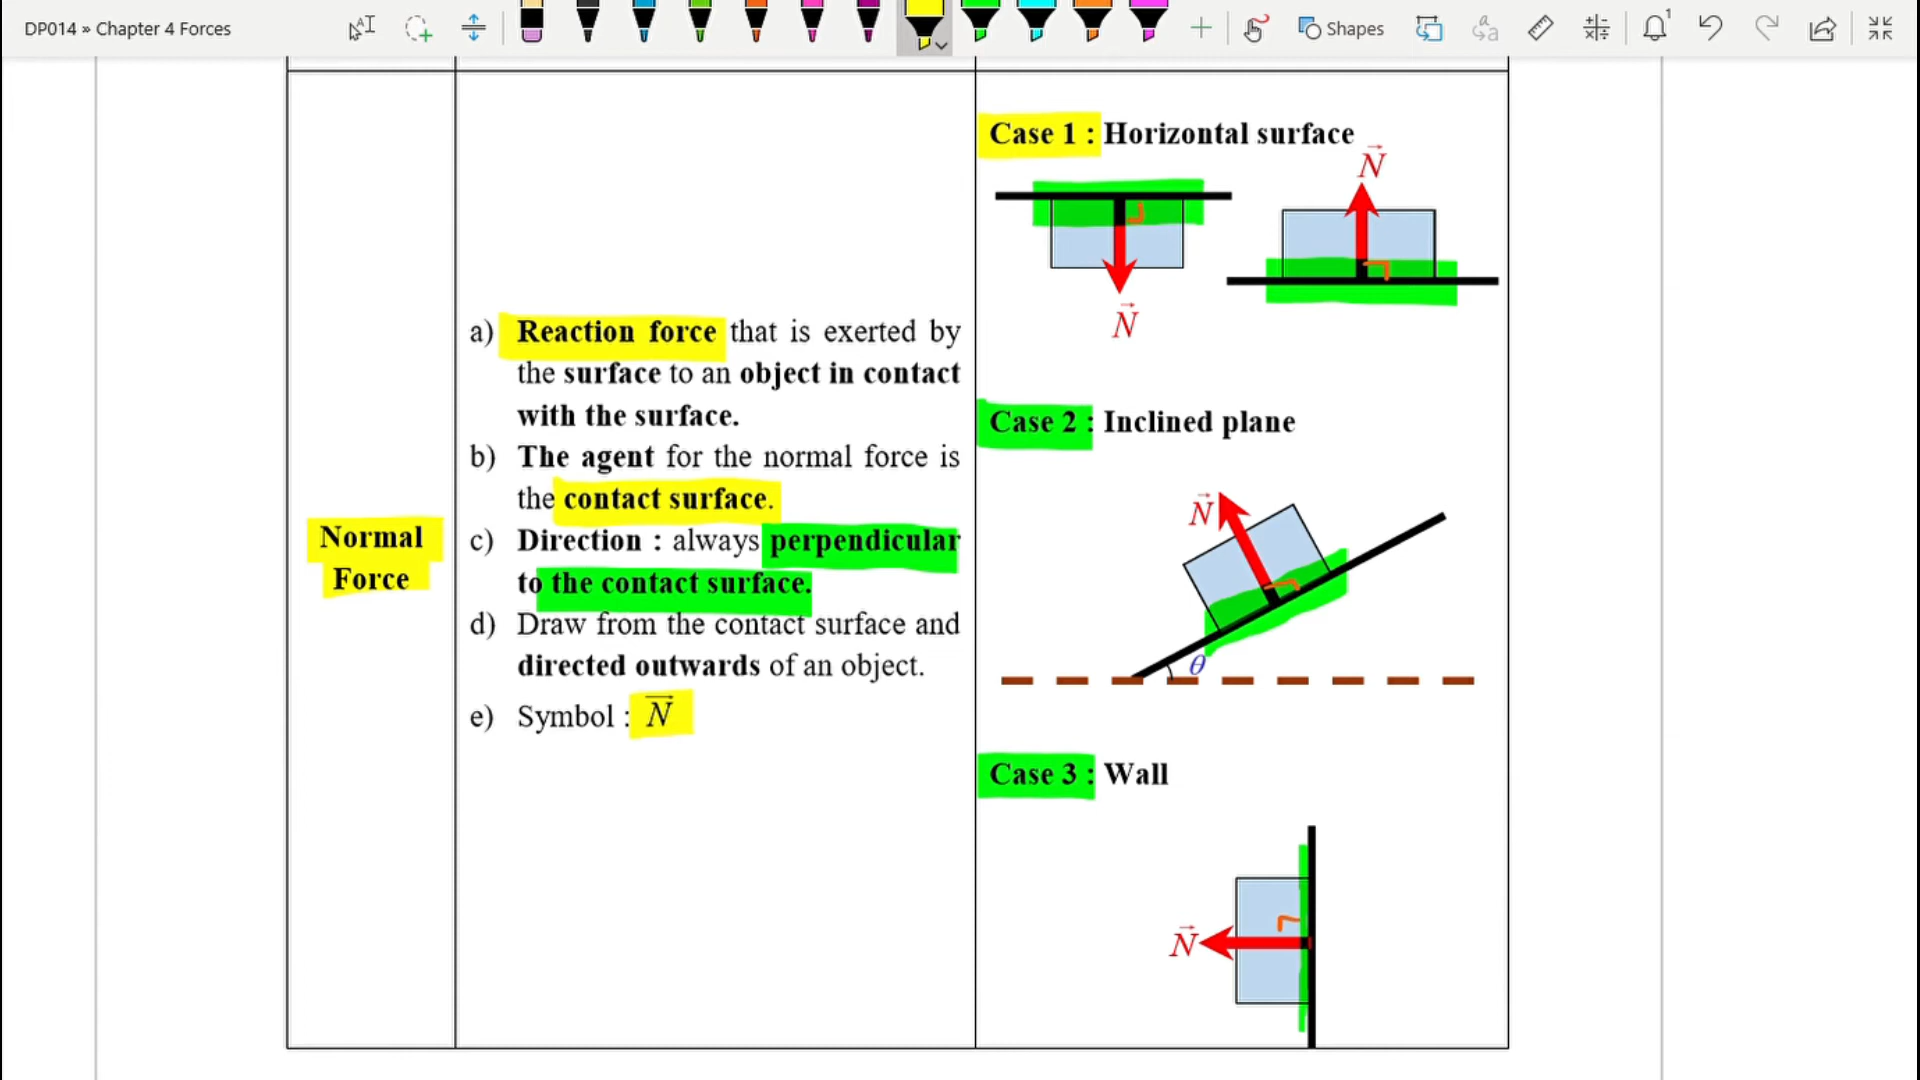 DP014 » Chapter 4 Forces
Shapes
1
Normal
Force
a) Reaction force that is exerted by
the surface to an object in contact
with the surface.
b) The agent for the normal force is
the contact surface.
c) Direction : always perpendicular
to the contact surface.
d) Draw from the contact surface and
directed outwards of an object.
e) Symbol : N⃗
Case 1 : Horizontal surface
N⃗
N⃗
Case 2 : Inclined plane
N⃗
θ
Case 3 : Wall
N⃗